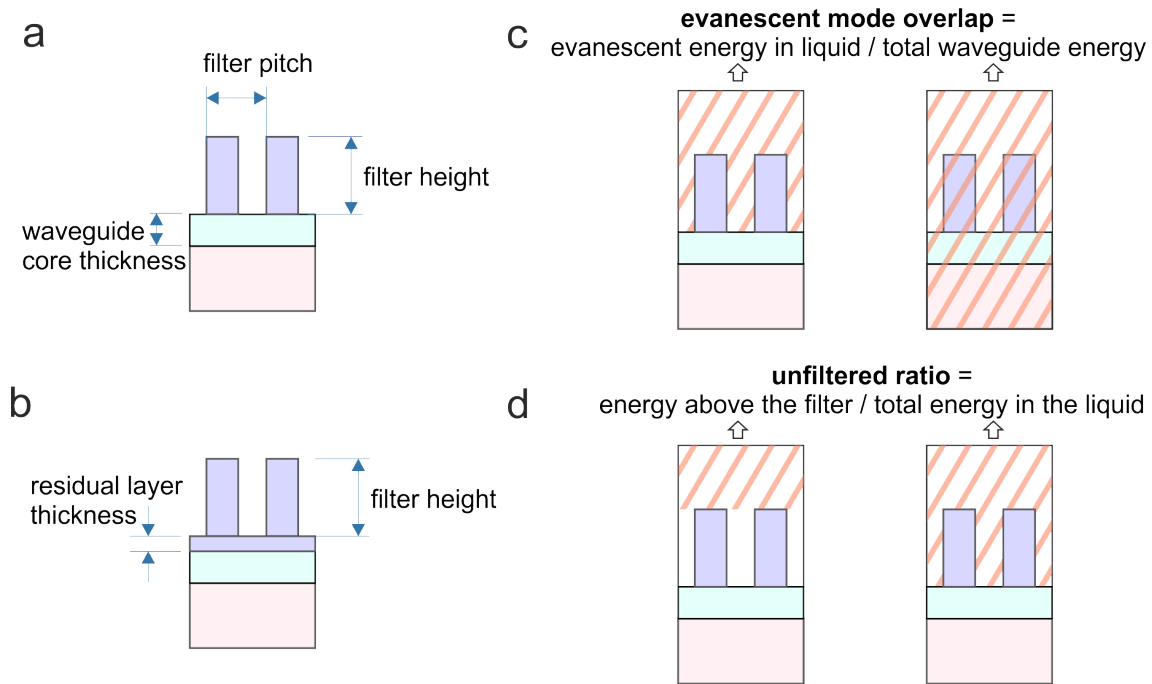 a
filter pitch
filter height
waveguide
core thickness
b
residual layer
thickness
filter height
c
evanescent mode overlap =
evanescent energy in liquid / total waveguide energy
d
unfiltered ratio =
energy above the filter / total energy in the liquid